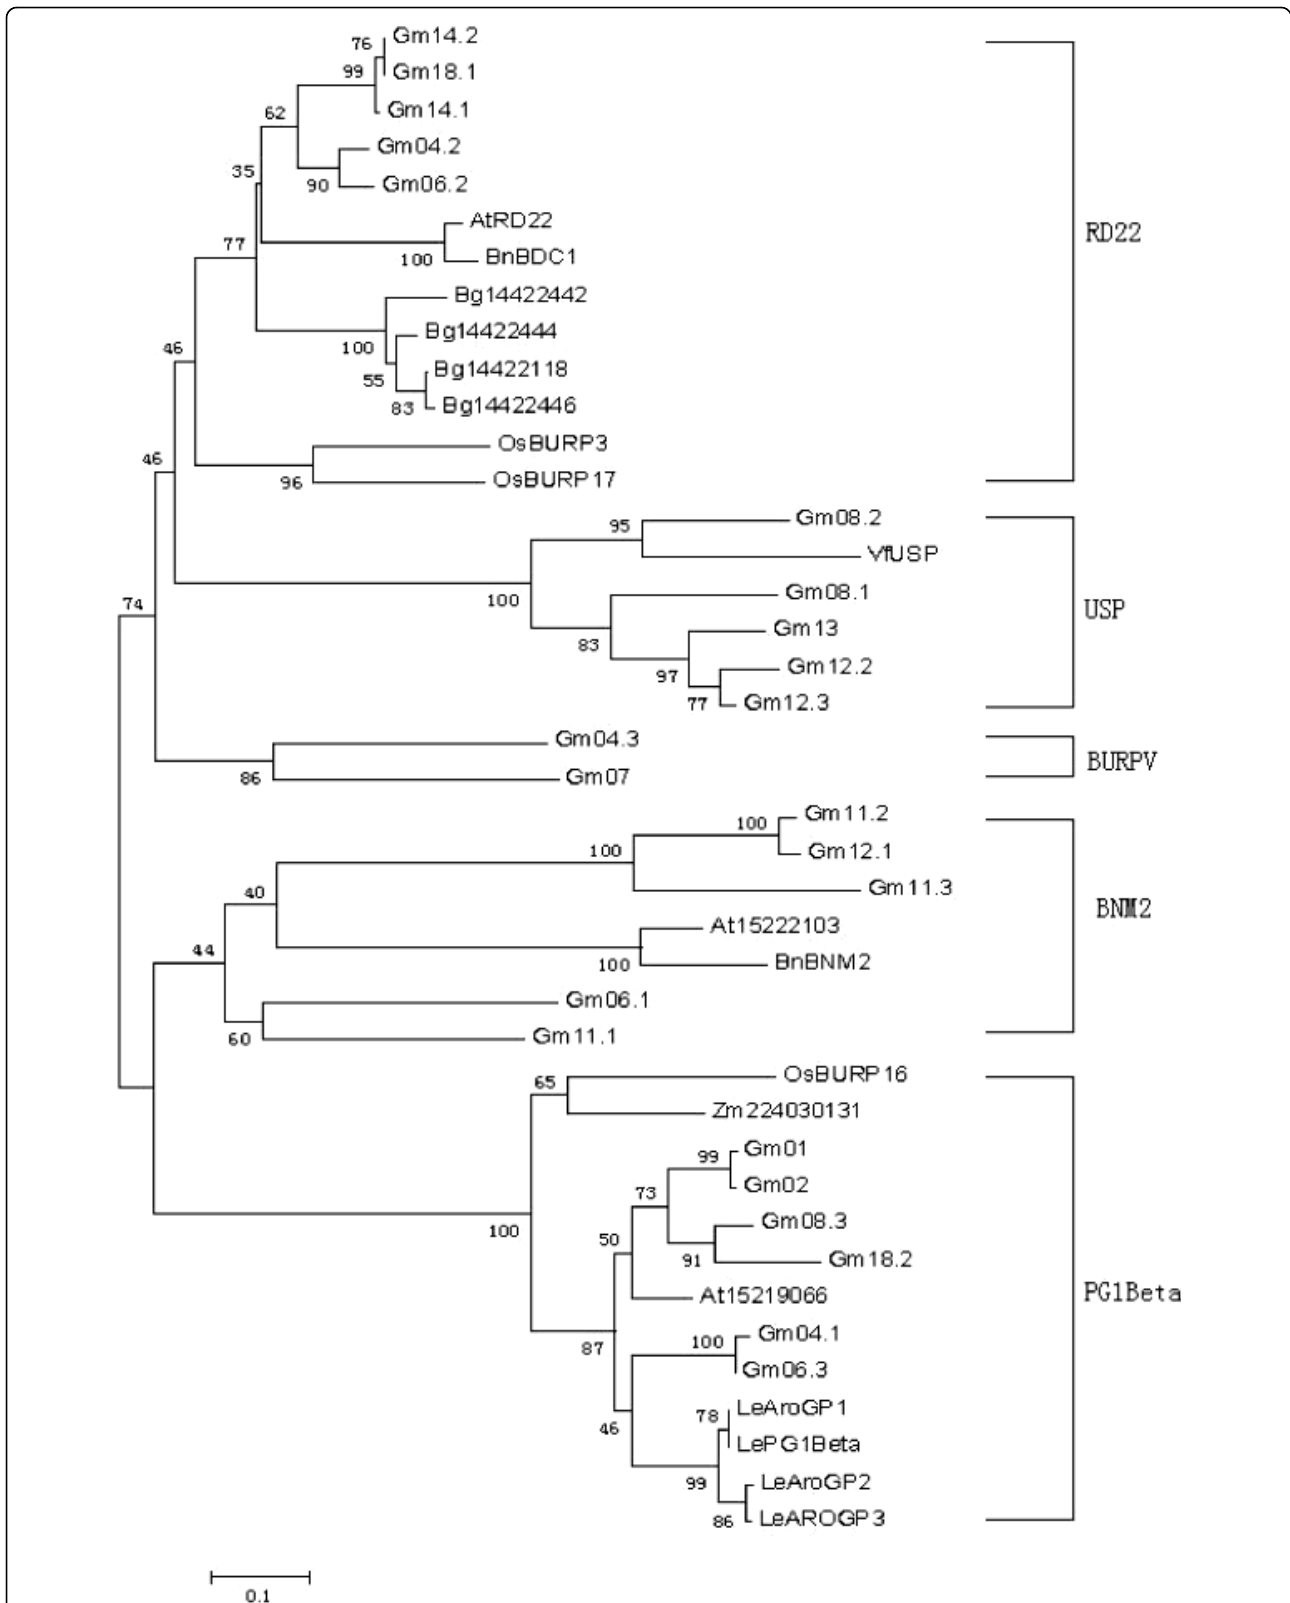 76 Gm14.2
99 Gm18.1
Gm14.1
62
Gm04.2
90 Gm06.2
35
AtRD22
77
100 BnBDC1
RD22
Bg14422442
Bg14422444
100
46
55 Bg14422118
83 Bg14422446
OsBURP3
46
96 OsBURP17
95 Gm08.2
VfUSP
100
Gm08.1
74
USP
83 Gm13
97 Gm12.2
77 Gm12.3
Gm04.3
86 Gm07
BURPV
100 Gm11.2
100 Gm12.1
40 Gm11.3
BNM2
At15222103
44
100 BnBNM2
Gm06.1
60 Gm11.1
65 OsBURP16
Zm224030131
99 Gm01
73 Gm02
100
50 Gm08.3
91 Gm18.2
At15219066
PG1Beta
87
100 Gm04.1
Gm06.3
78 LeAroGP1
46 LePG1Beta
99 LeAroGP2
86 LeAROGP3
0.1